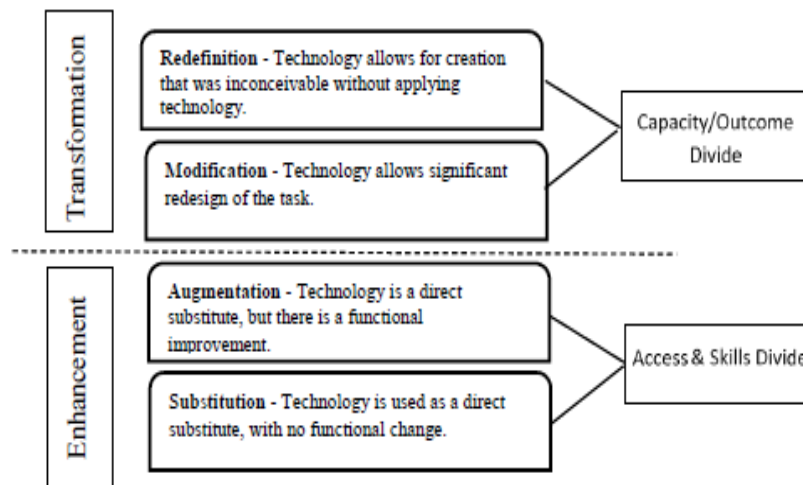 Transformation
Redefinition - Technology allows for creation
that was inconceivable without applying
technology.
Modification - Technology allows significant
redesign of the task.
Capacity/Outcome
Divide
Enhancement
Augmentation - Technology is a direct
substitute, but there is a functional
improvement.
Substitution - Technology is used as a direct
substitute, with no functional change.
Access & Skills Divide